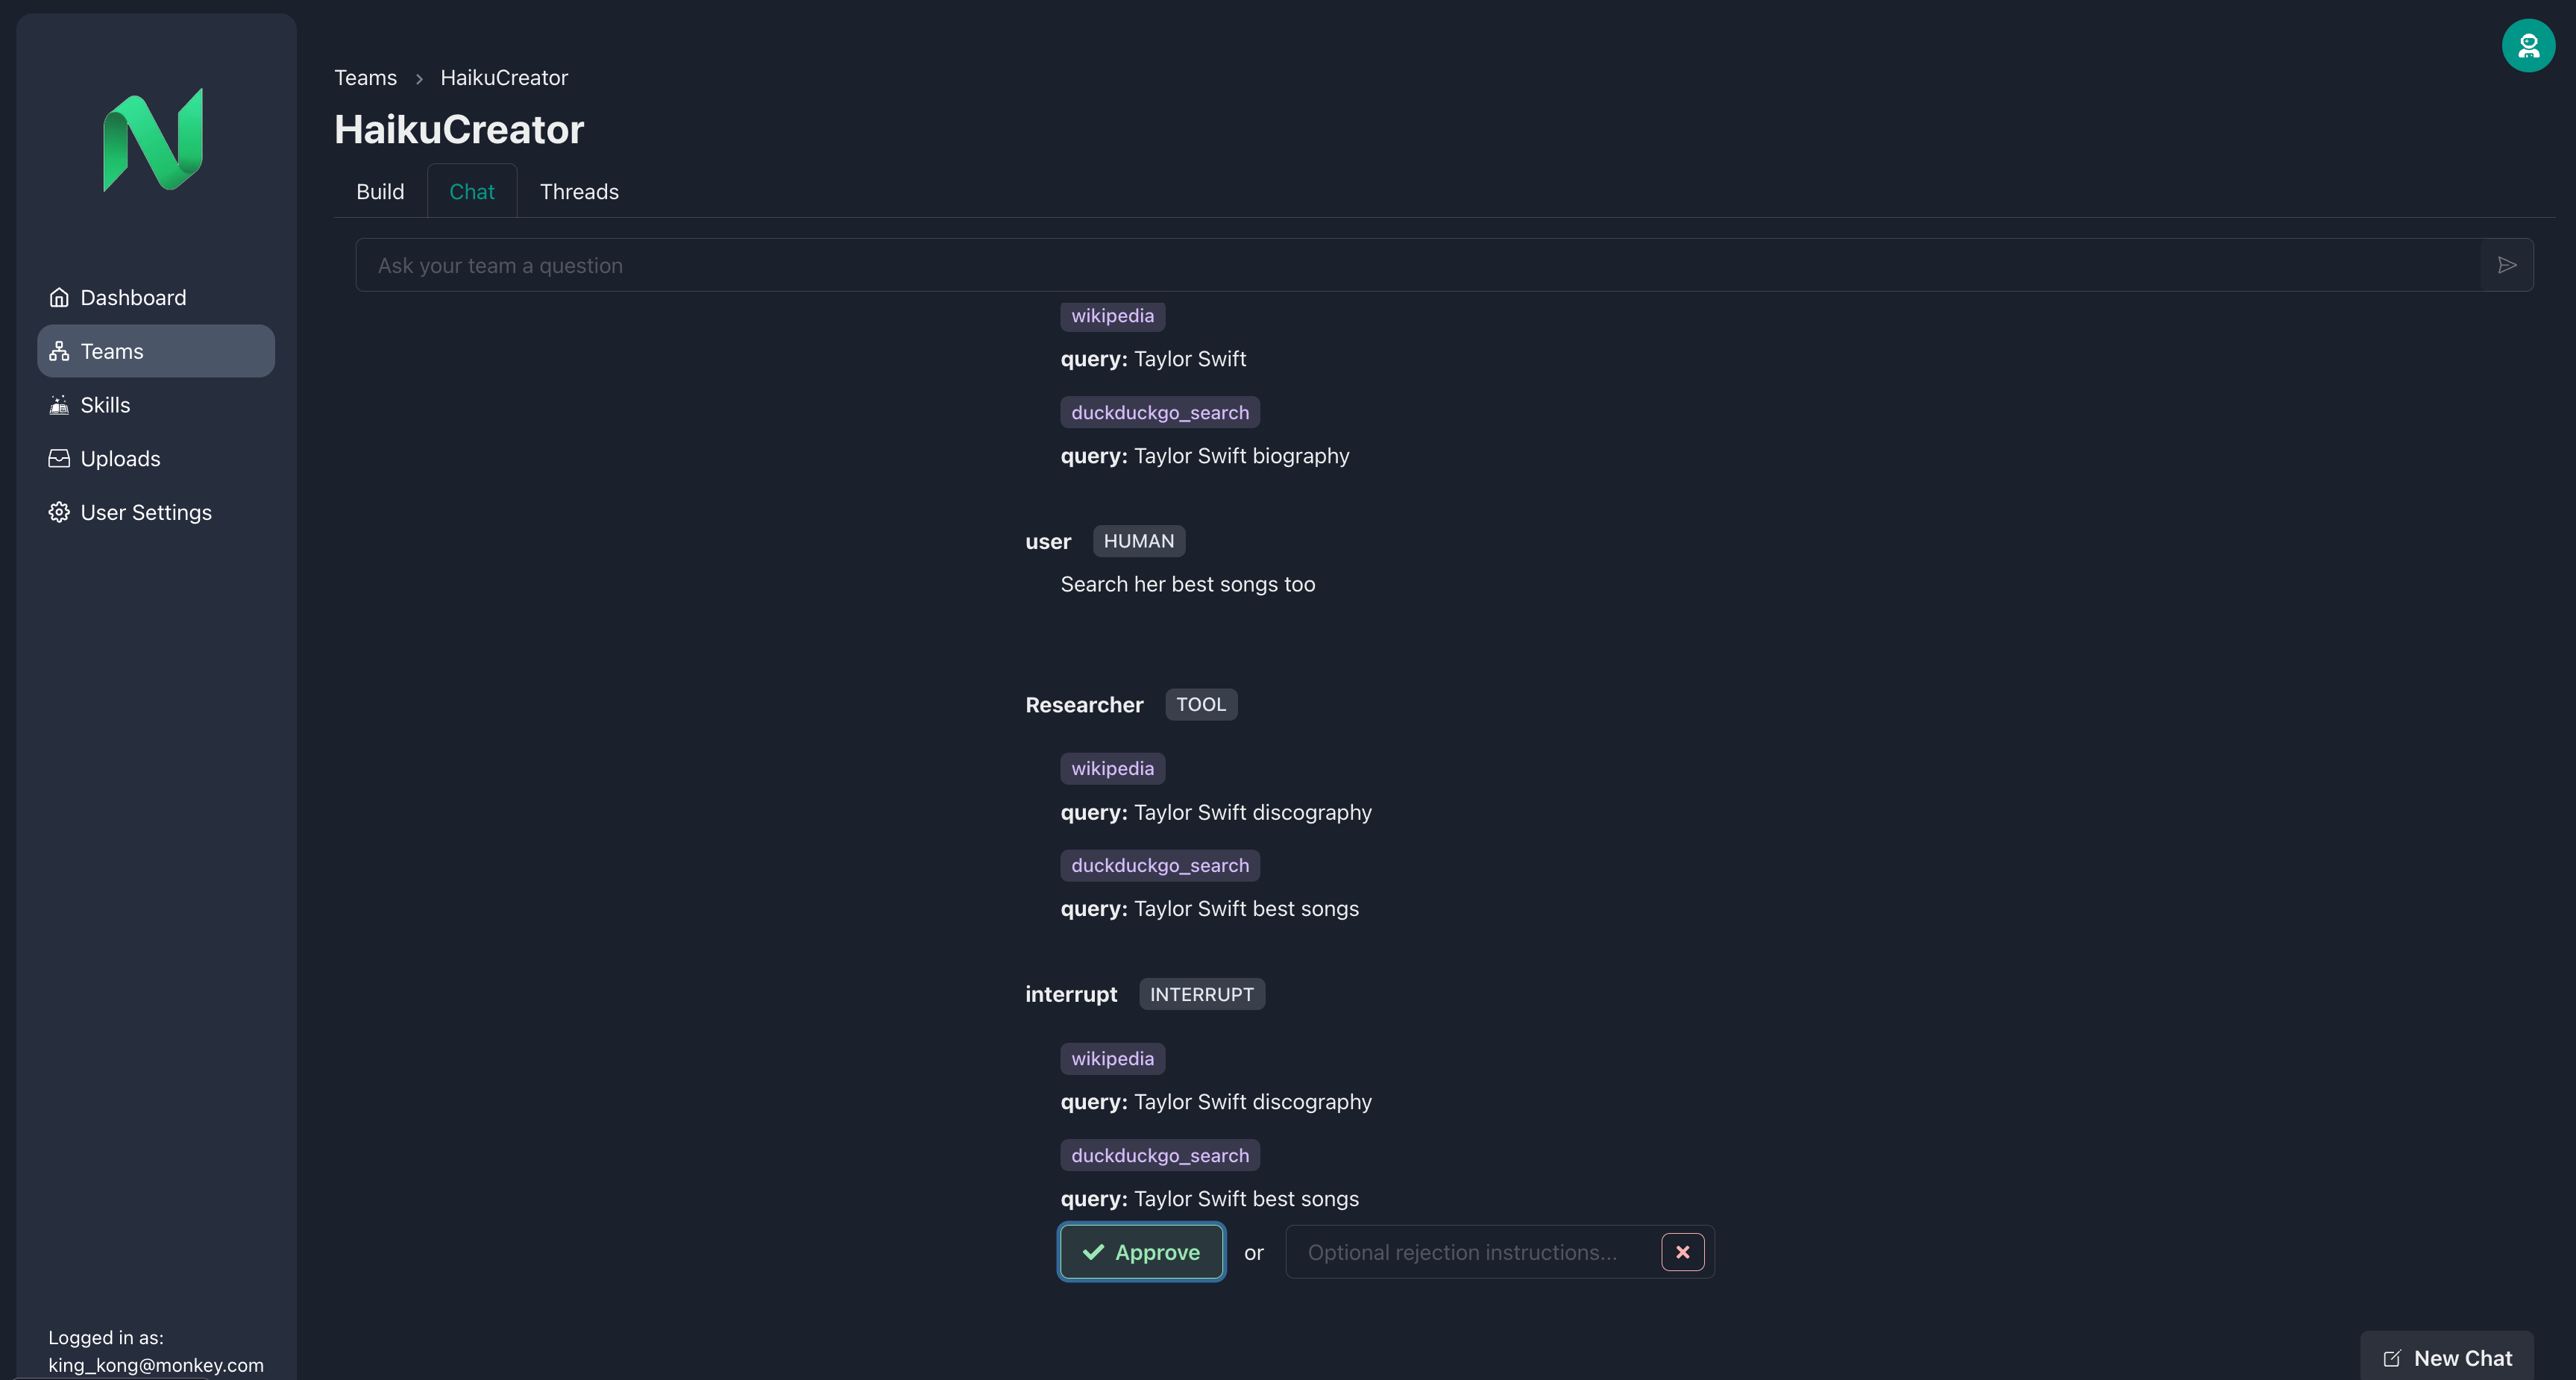 Teams > HaikuCreator
HaikuCreator
Build Chat Threads
Ask your team a question
Dashboard
Teams
Skills
Uploads
User Settings
wikipedia
query: Taylor Swift
duckduckgo_search
query: Taylor Swift biography
user HUMAN
Search her best songs too
Researcher TOOL
wikipedia
query: Taylor Swift discography
duckduckgo_search
query: Taylor Swift best songs
interrupt INTERRUPT
wikipedia
query: Taylor Swift discography
duckduckgo_search
query: Taylor Swift best songs
Approve or Optional rejection instructions...
Logged in as:
king_kong@monkey.com
New Chat